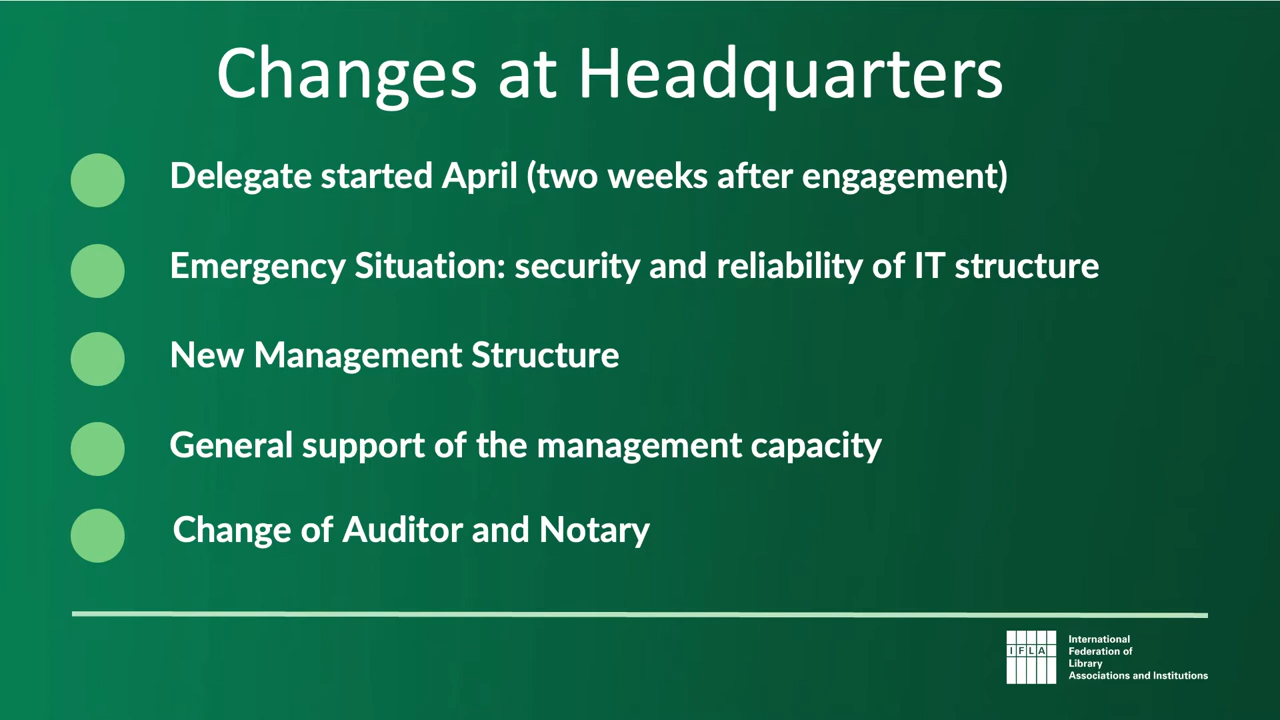 Changes at Headquarters
Delegate started April (two weeks after engagement)
Emergency Situation: security and reliability of IT structure
New Management Structure
General support of the management capacity
Change of Auditor and Notary
IFLA
International
Federation of
Library
Associations and Institutions